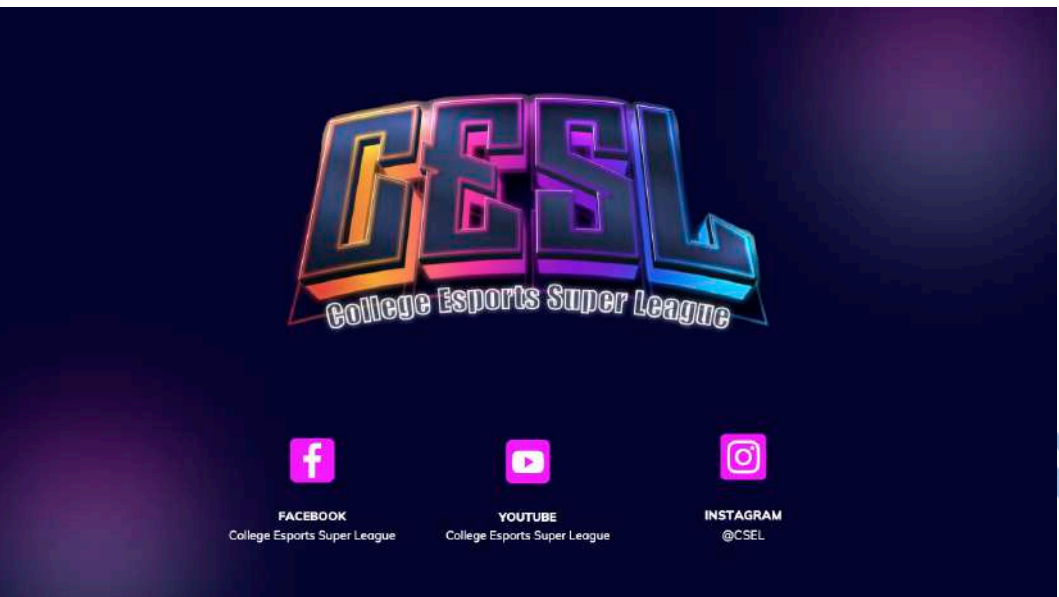 CESL
College Esports Super League
FACEBOOK
College Esports Super League
YOUTUBE
College Esports Super League
INSTAGRAM
@CSEL